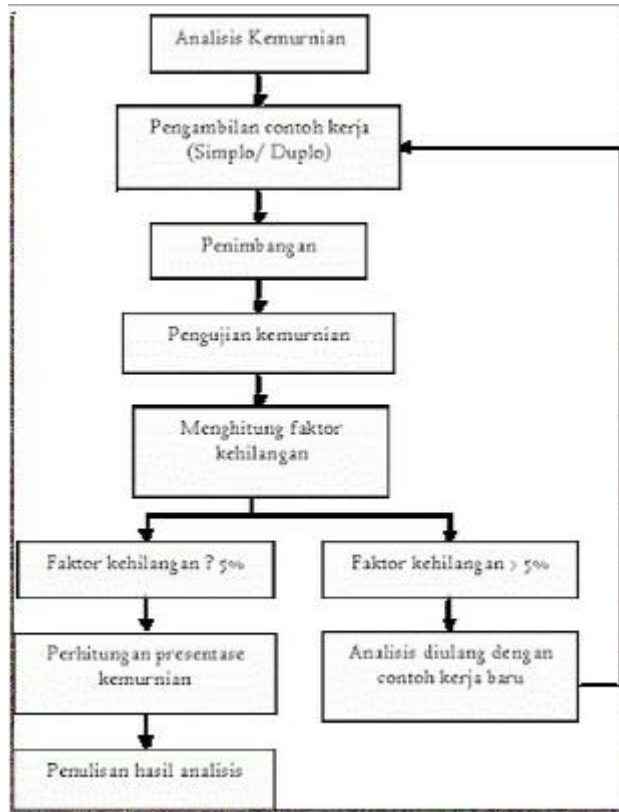 Analisis Kemurnian
Pengambilan contoh kerja
(Simplo/ Duplo)
Penimbangan
Pengujian kemurnian
Menghitung faktor
kehilangan
Faktor kehilangan ? 5%
Faktor kehilangan > 5%
Perhitungan presentase
kemurnian
Analisis diulang dengan
contoh kerja baru
Penulisan hasil analisis